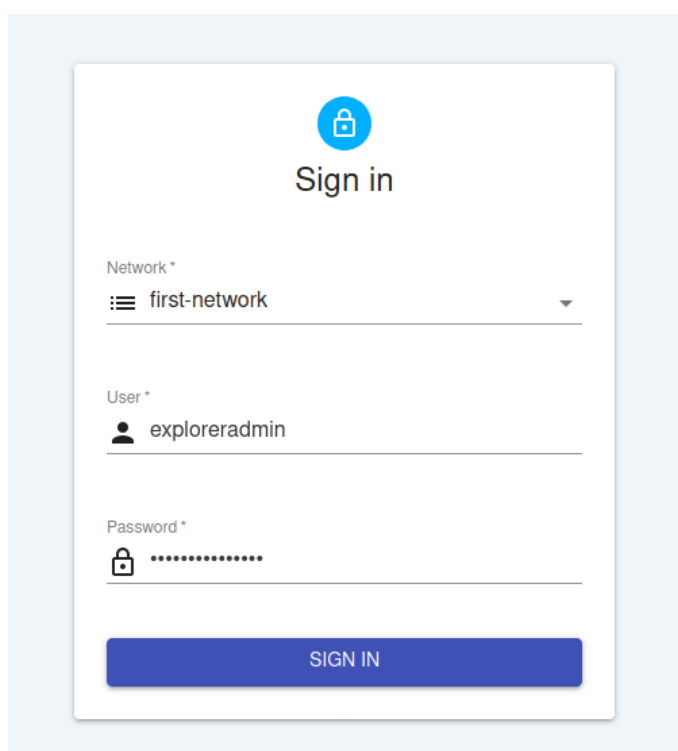 Sign in
Network *
first-network
User *
exploreradmin
Password *
•••••••••••••••
SIGN IN